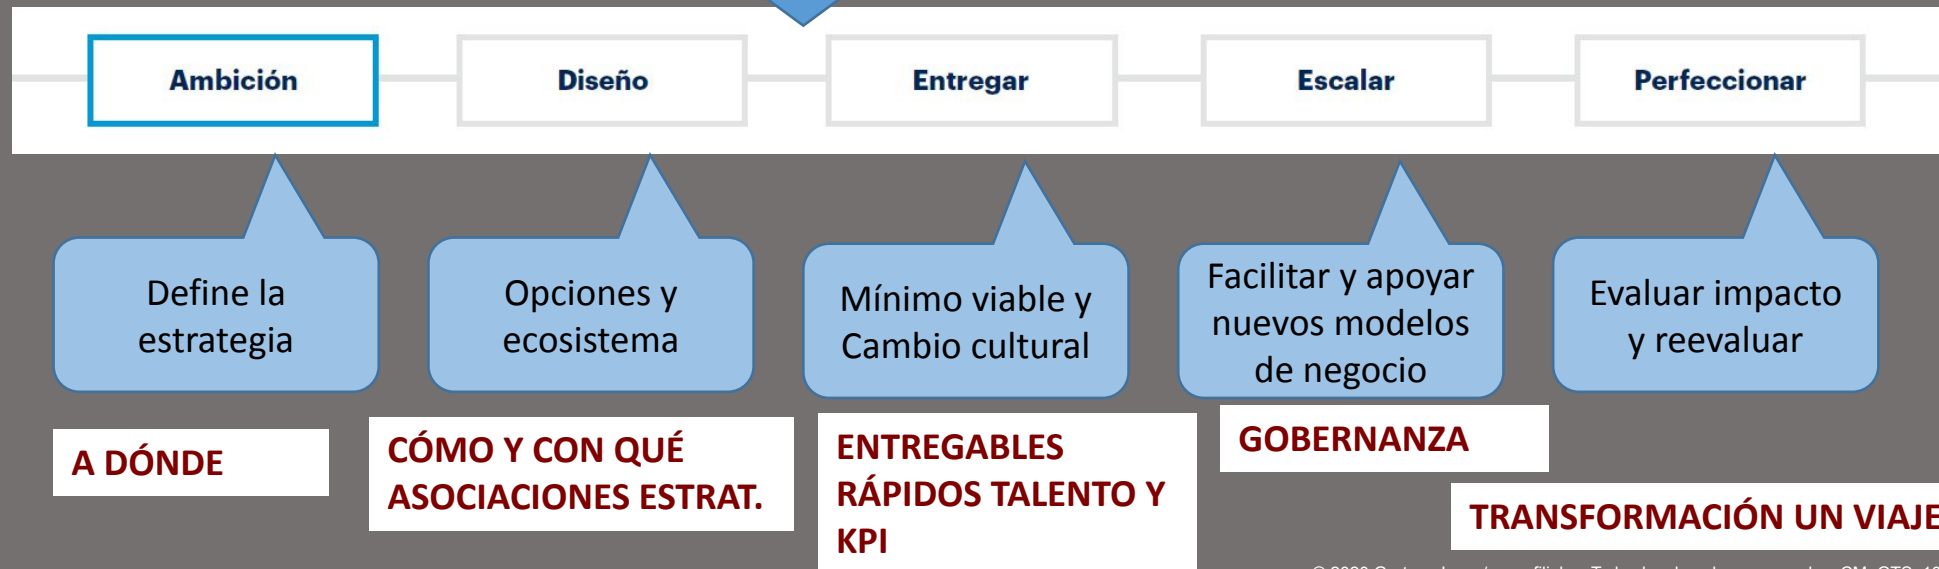 Ambición
Diseño
Entregar
Escalar
Perfeccionar
Define la
estrategia
Opciones y
ecosistema
Mínimo viable y
Cambio cultural
Facilitar y apoyar
nuevos modelos
de negocio
Evaluar impacto
y reevaluar
A DÓNDE
CÓMO Y CON QUÉ
ASOCIACIONES ESTRAT.
ENTREGABLES
RÁPIDOS TALENTO Y
KPI
GOBERNANZA
TRANSFORMACIÓN UN VIAJE